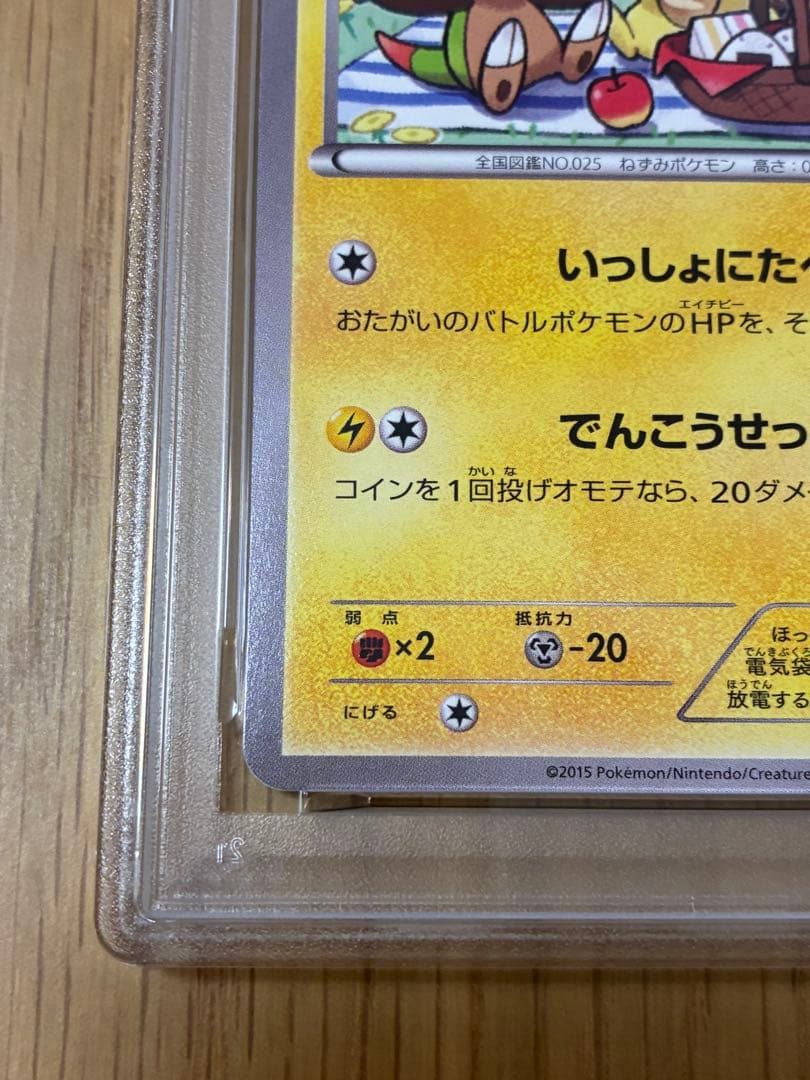 全国図鑑NO.025 ねずみポケモン 高さ：0
いっしょにたべ
エイチピー
おたがいのバトルポケモンのHPを、そ
でんこうせっ
かい な
コインを1回投げオモテなら、20ダメー
弱点 抵抗力
×2 -20
にげる
ほっ
でんきぶくろ
電気袋
ほうでん
放電する
©2015 Pokémon/Nintendo/Creature
21